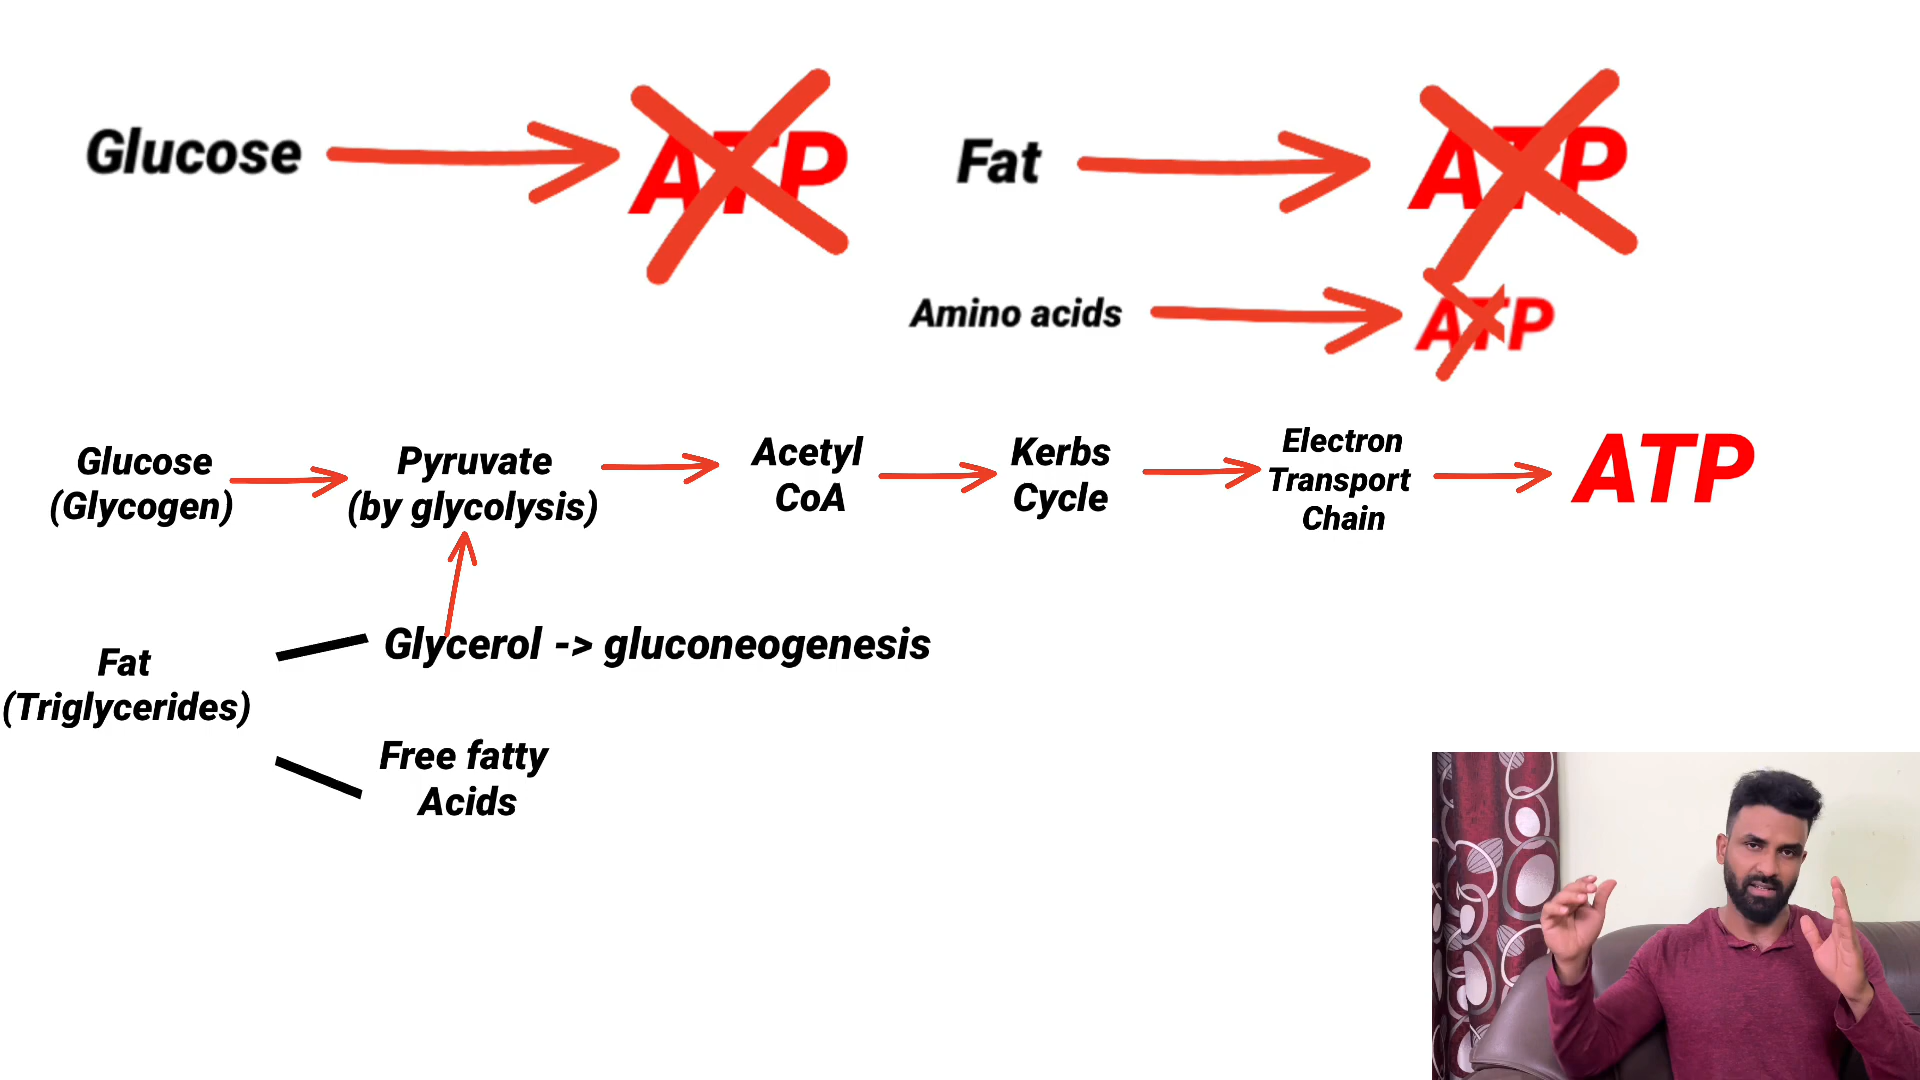 Glucose
ATP
Fat
ATP
Amino acids
ATP
Glucose
(Glycogen)
Pyruvate
(by glycolysis)
Acetyl
CoA
Kerbs
Cycle
Electron
Transport
Chain
ATP
Fat
(Triglycerides)
Glycerol -> gluconeogenesis
Free fatty
Acids